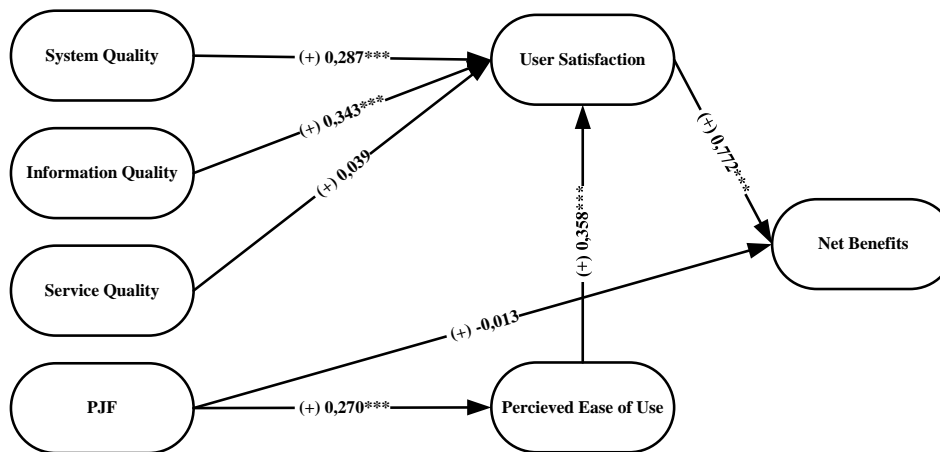 System Quality
(+) 0,287***
User Satisfaction
Information Quality
(+) 0,343***
(+) 0,772***
Service Quality
(+) 0,039
(+) 0,358***
Net Benefits
(+) -0,013
PJF
(+) 0,270***
Percieved Ease of Use